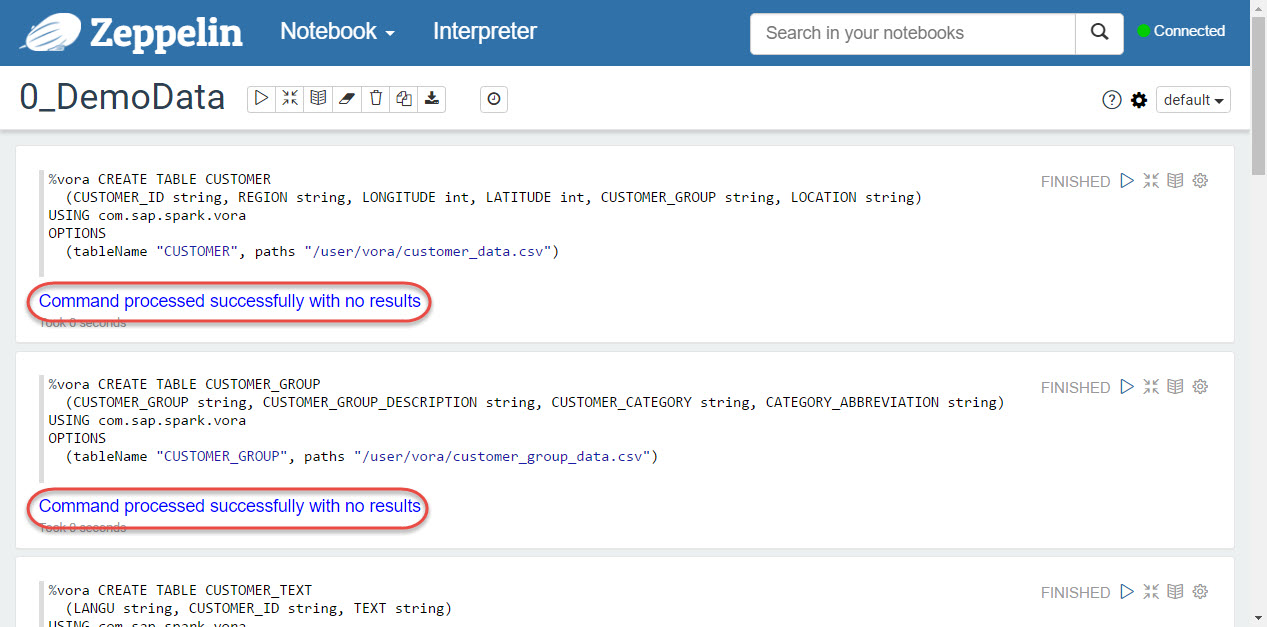 Zeppelin Notebook Interpreter Search in your notebooks Connected
0_DemoData default
%vora CREATE TABLE CUSTOMER FINISHED
(CUSTOMER_ID string, REGION string, LONGITUDE int, LATITUDE int, CUSTOMER_GROUP string, LOCATION string)
USING com.sap.spark.vora
OPTIONS
(tableName "CUSTOMER", paths "/user/vora/customer_data.csv")
Command processed successfully with no results
Took 0 seconds
%vora CREATE TABLE CUSTOMER_GROUP FINISHED
(CUSTOMER_GROUP string, CUSTOMER_GROUP_DESCRIPTION string, CUSTOMER_CATEGORY string, CATEGORY_ABBREVIATION string)
USING com.sap.spark.vora
OPTIONS
(tableName "CUSTOMER_GROUP", paths "/user/vora/customer_group_data.csv")
Command processed successfully with no results
Took 0 seconds
%vora CREATE TABLE CUSTOMER_TEXT FINISHED
(LANGU string, CUSTOMER_ID string, TEXT string)
USING com.sap.spark.vora